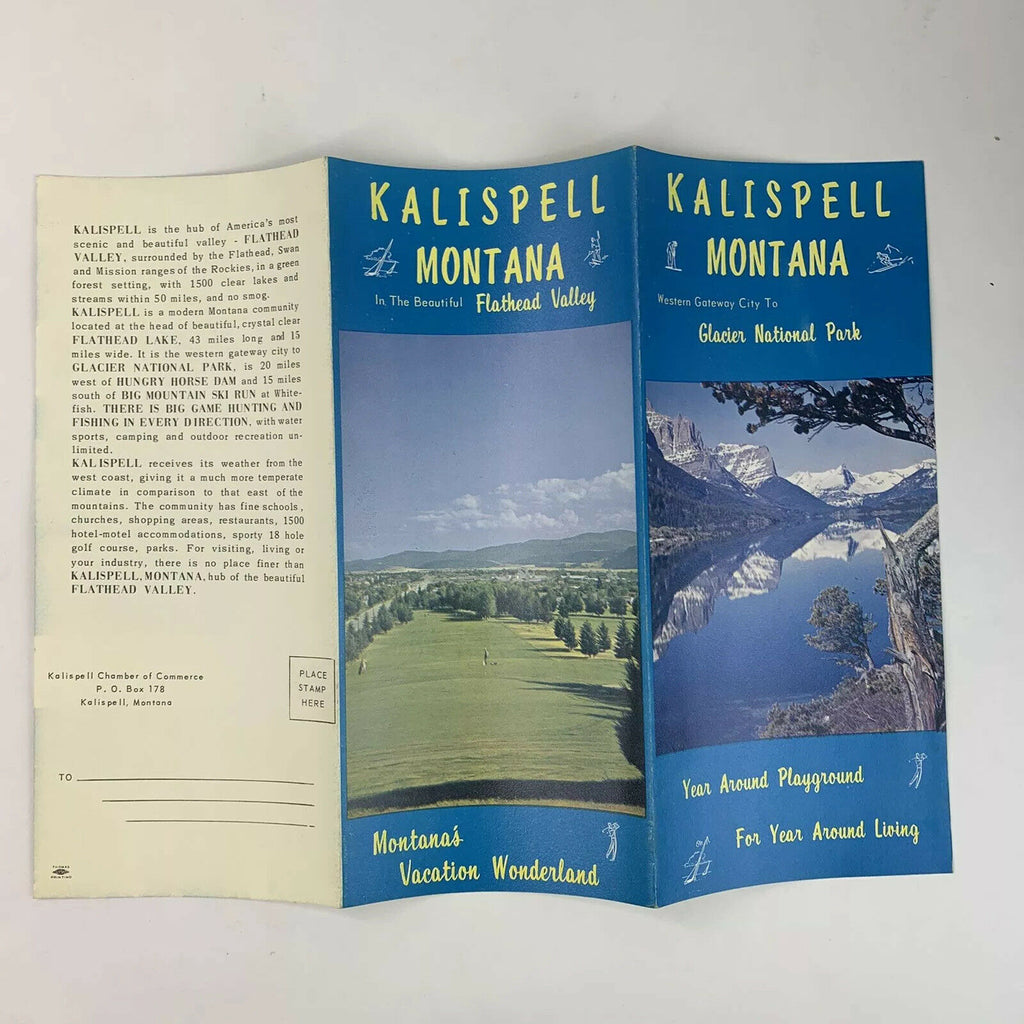 KALISPELL is the hub of America's most
scenic and beautiful valley - FLATHEAD
VALLEY, surrounded by the Flathead, Swan
and Mission ranges of the Rockies, in a green
forest setting, with 1500 clear lakes and
streams within 50 miles, and no smog.
KALISPELL is a modern Montana community
located at the head of beautiful, crystal clear
FLATHEAD LAKE, 43 miles long and 15
miles wide. It is the western gateway city to
GLACIER NATIONAL PARK, is 20 miles
west of HUNGRY HORSE DAM and 15 miles
south of BIG MOUNTAIN SKI RUN at White-
fish. THERE IS BIG GAME HUNTING AND
FISHING IN EVERY DIRECTION, with water
sports, camping and outdoor recreation un-
limited.
KALISPELL receives its weather from the
west coast, giving it a much more temperate
climate in comparison to that east of the
mountains. The community has fine schools,
churches, shopping areas, restaurants, 1500
hotel-motel accommodations, sporty 18 hole
golf course, parks. For visiting, living or
your industry, there is no place finer than
KALISPELL, MONTANA, hub of the beautiful
FLATHEAD VALLEY.
Kalispell Chamber of Commerce
P. O. Box 178
Kalispell, Montana
PLACE
STAMP
HERE
TO
THOMAS
PRINTING
KALISPELL
MONTANA
In The Beautiful Flathead Valley
Montana's
Vacation Wonderland
KALISPELL
MONTANA
Western Gateway City To
Glacier National Park
Year Around Playground
For Year Around Living